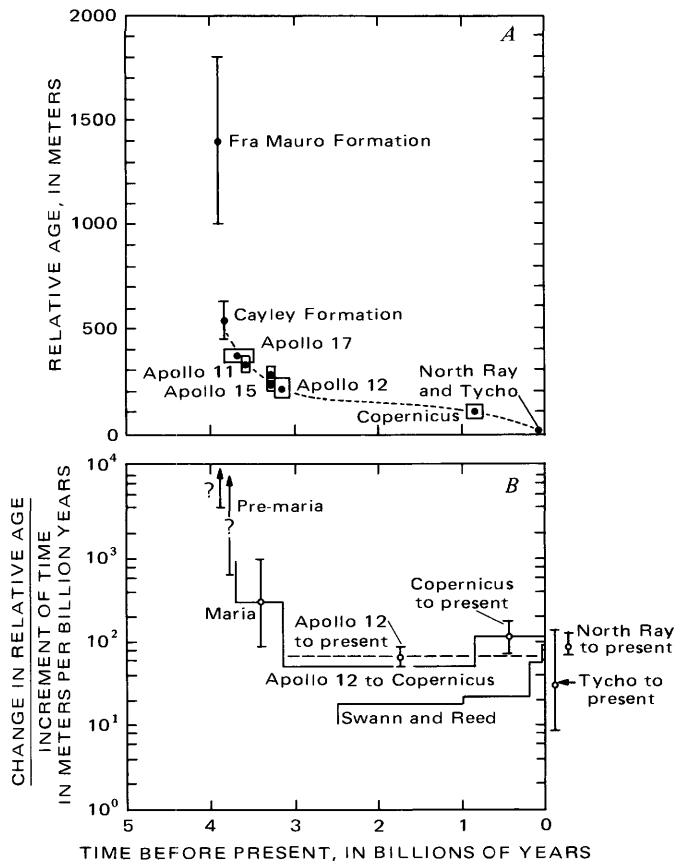 2000
1500
1000
500
0
RELATIVE AGE, IN METERS
A
Fra Mauro Formation
Cayley Formation
Apollo 17
Apollo 11
Apollo 15
Apollo 12
North Ray
and Tycho
Copernicus
10^4
10^3
10^2
10^1
10^0
CHANGE IN RELATIVE AGE
INCREMENT OF TIME
IN METERS PER BILLION YEARS
B
?
?
Pre-maria
Maria
Apollo 12
to present
Copernicus
to present
North Ray
to present
Apollo 12 to Copernicus
Tycho to
present
Swann and Reed
5 4 3 2 1 0
TIME BEFORE PRESENT, IN BILLIONS OF YEARS